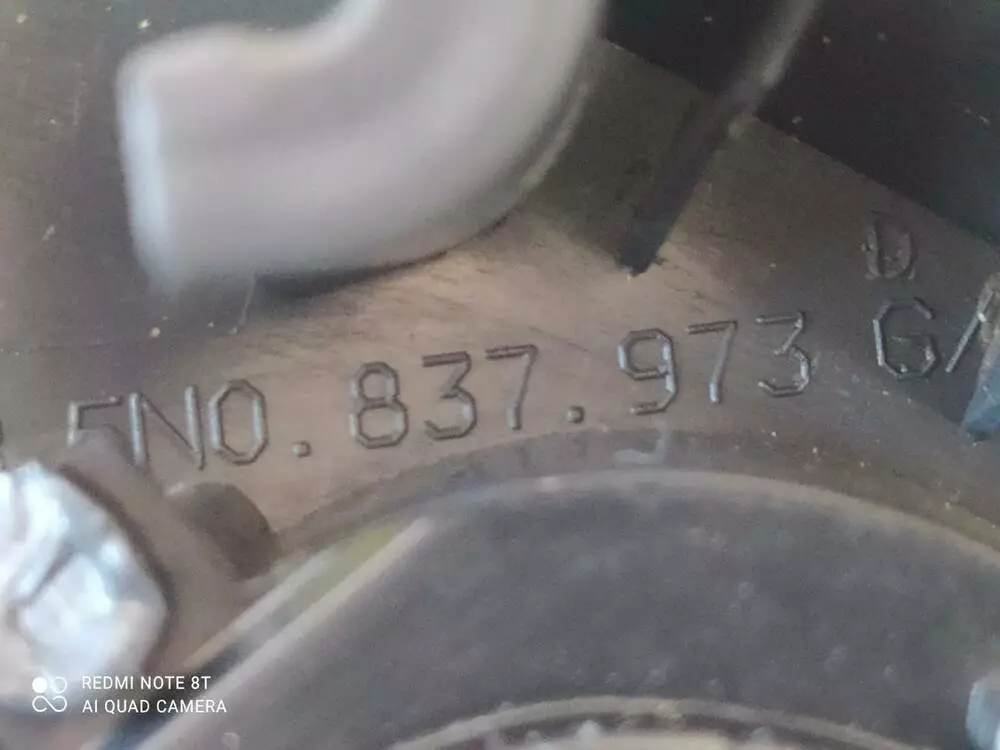 D
5N0.837.973 G
REDMI NOTE 8T
AI QUAD CAMERA